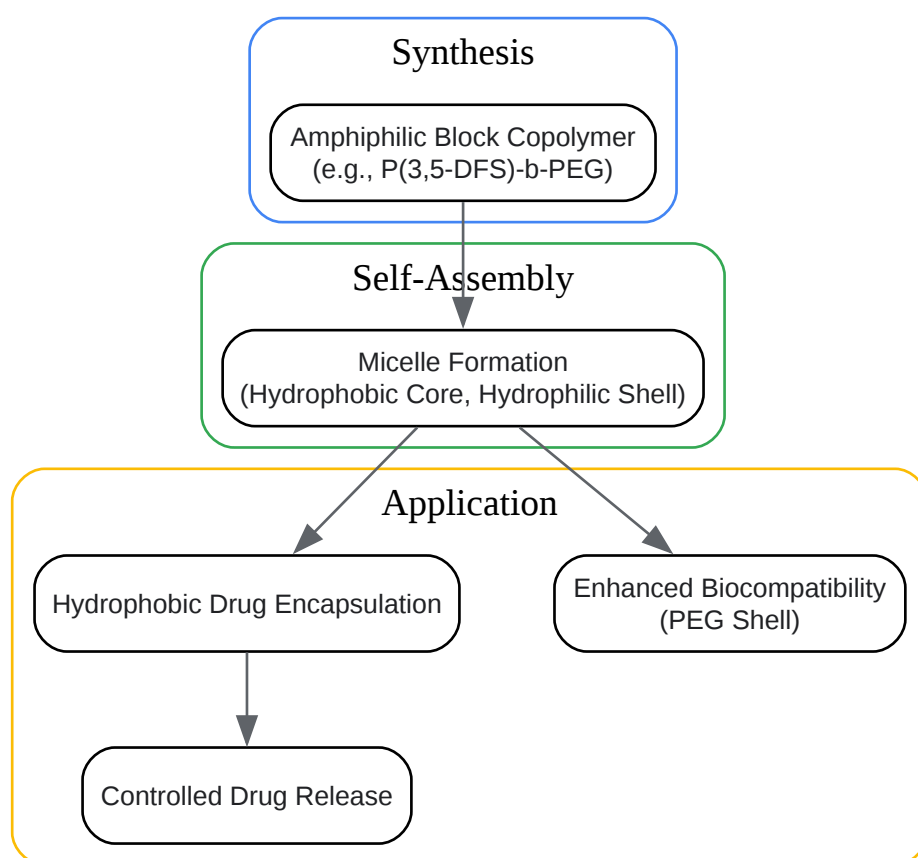 Synthesis
Amphiphilic Block Copolymer
(e.g., P(3,5-DFS)-b-PEG)
Self-Assembly
Micelle Formation
(Hydrophobic Core, Hydrophilic Shell)
Application
Hydrophobic Drug Encapsulation
Enhanced Biocompatibility
(PEG Shell)
Controlled Drug Release